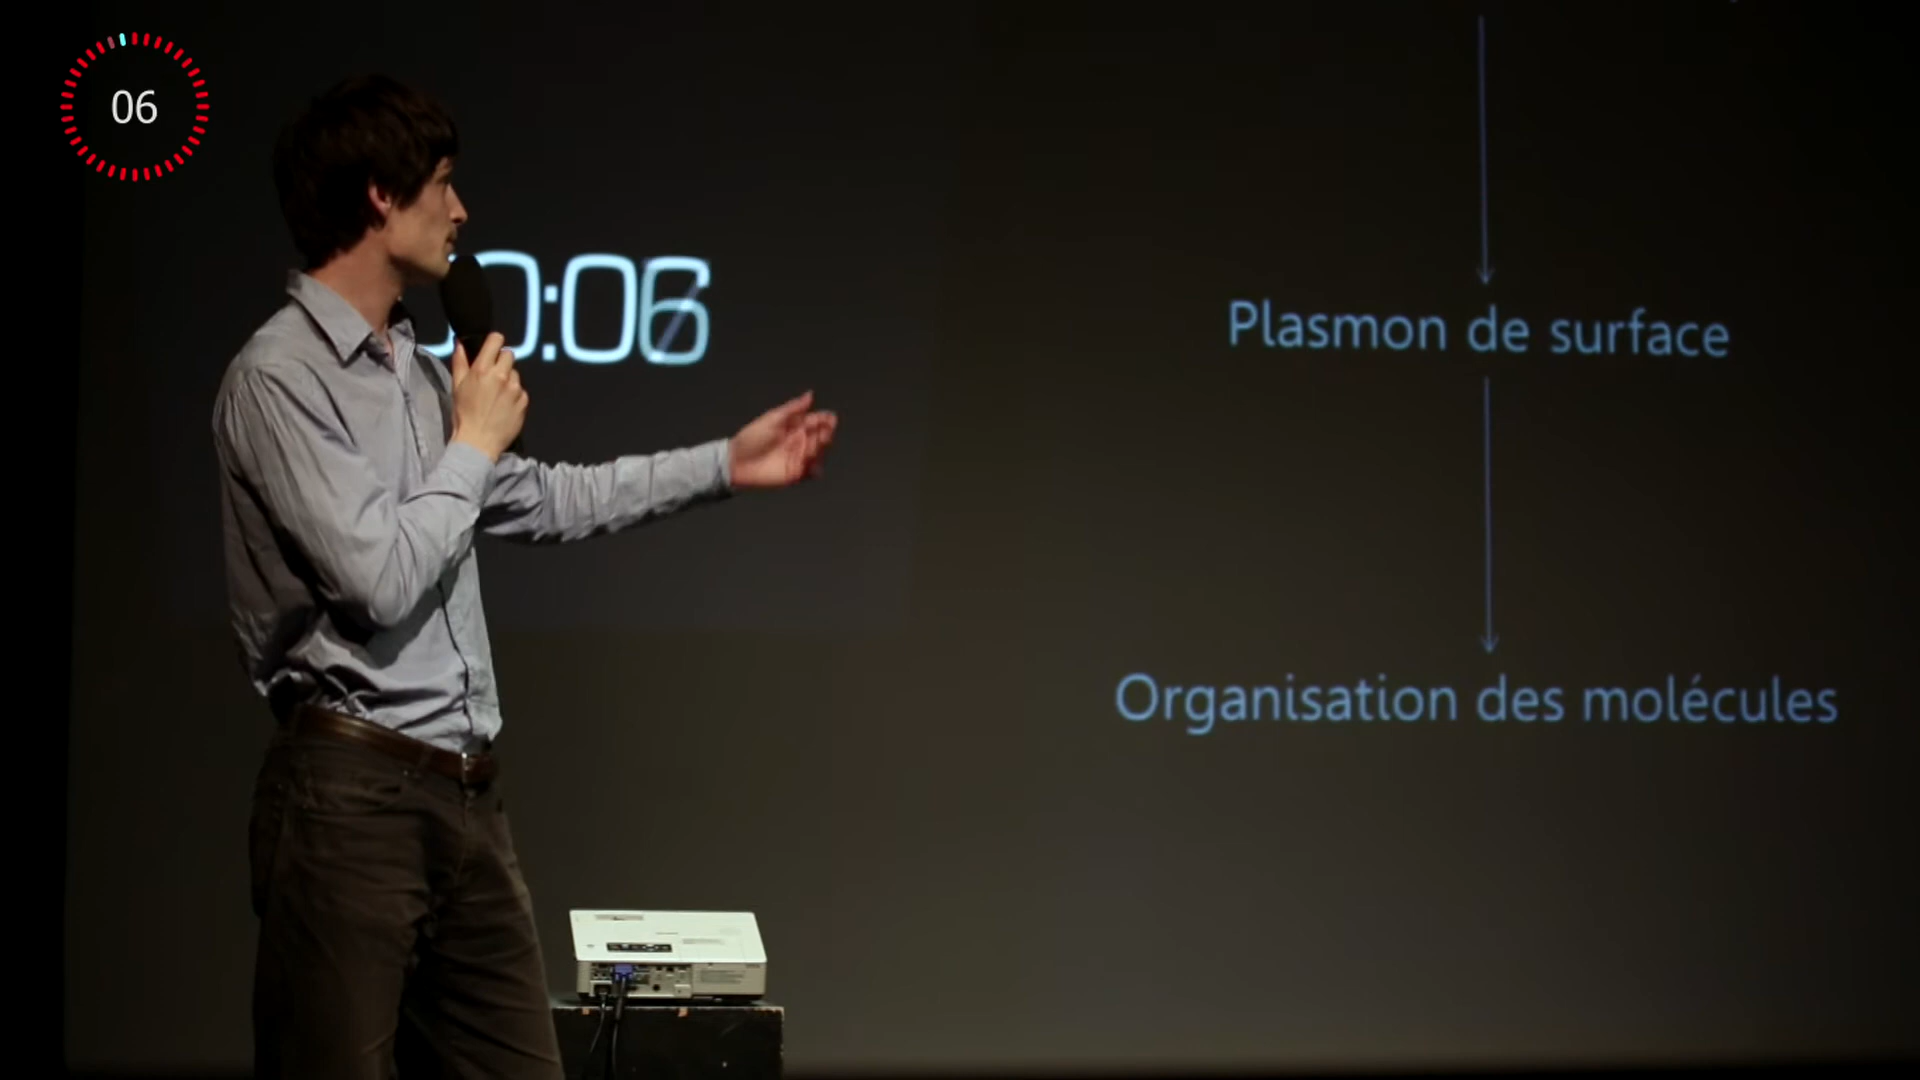 06
0:06
Plasmon de surface
Organisation des molécules